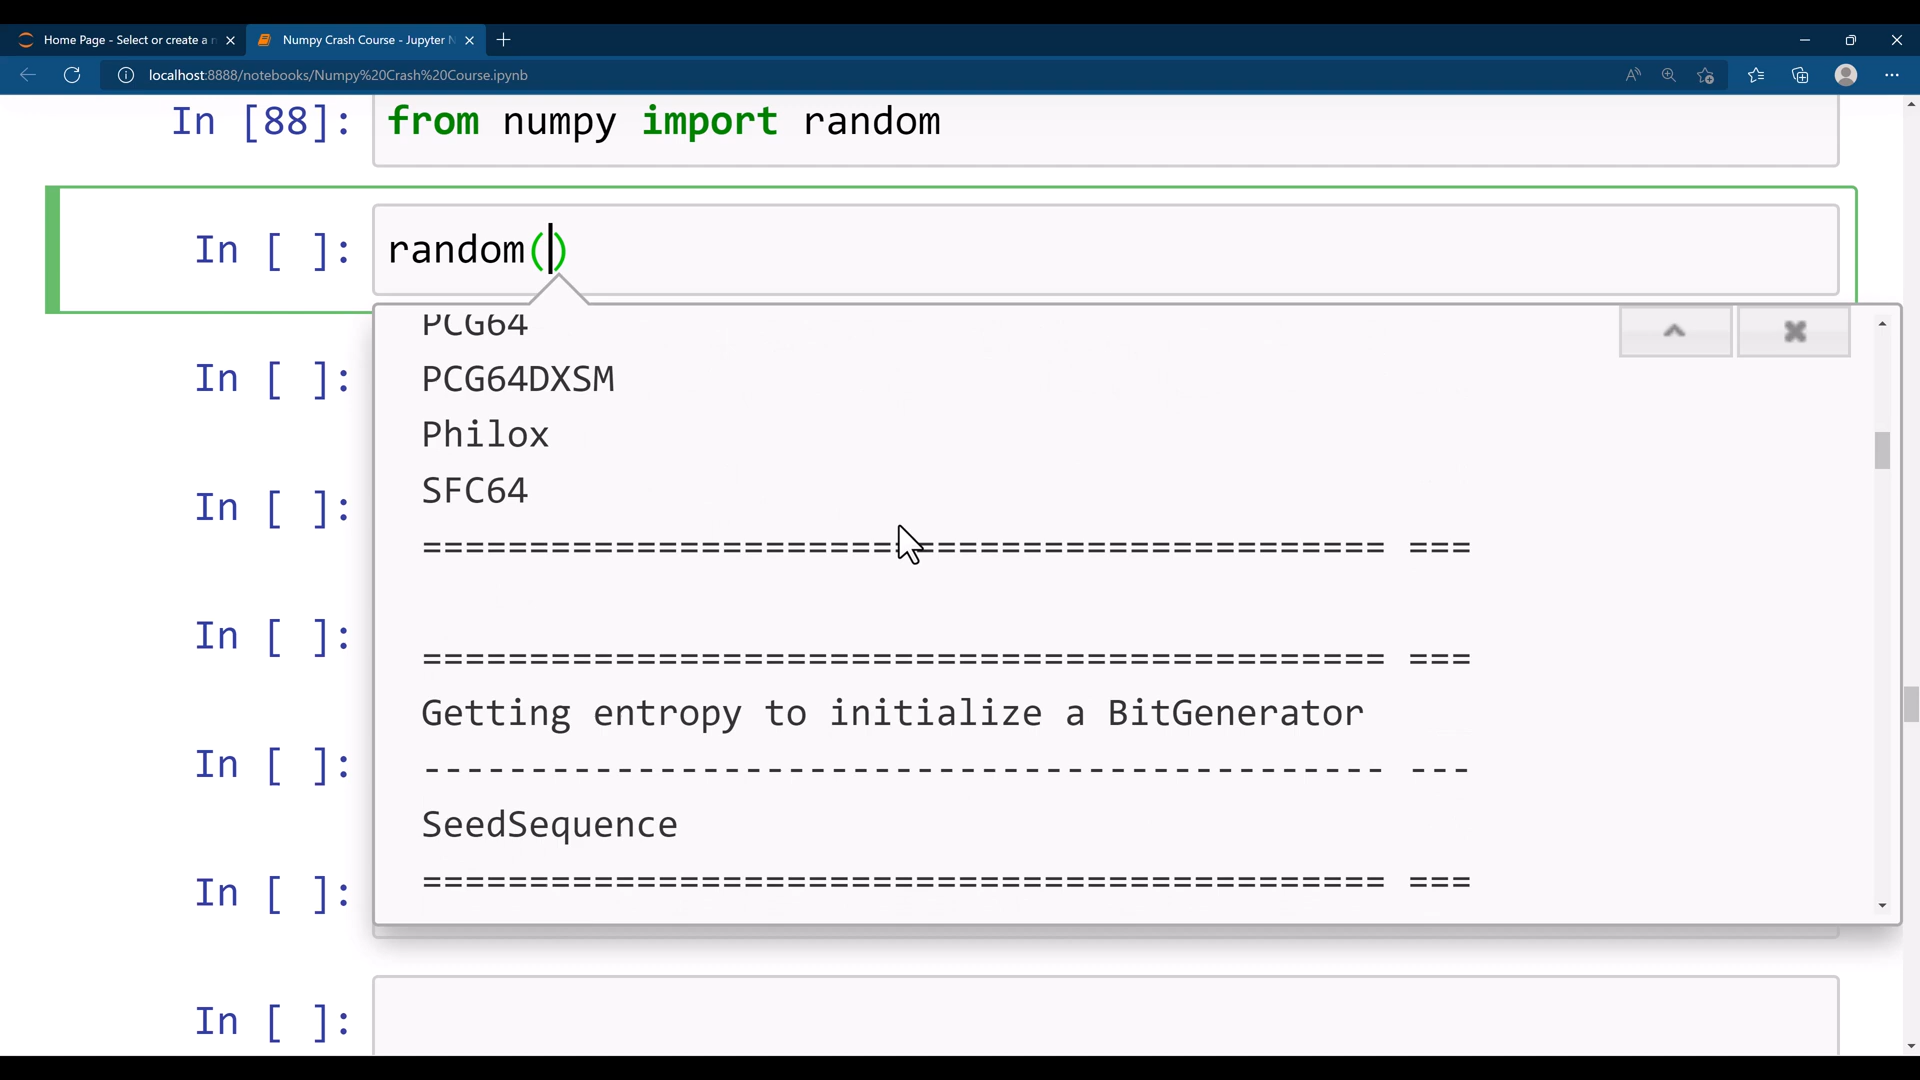 Home Page - Select or create a n
Numpy Crash Course - Jupyter N
localhost:8888/notebooks/Numpy%20Crash%20Course.ipynb
In [88]: from numpy import random
In [ ]: random()
PCG64
PCG64DXSM
In [ ]:
Philox
SFC64
In [ ]:
============================================= ===
In [ ]:
============================================= ===
Getting entropy to initialize a BitGenerator
In [ ]:
--------------------------------------------- ---
SeedSequence
In [ ]:
============================================= ===
In [ ]: